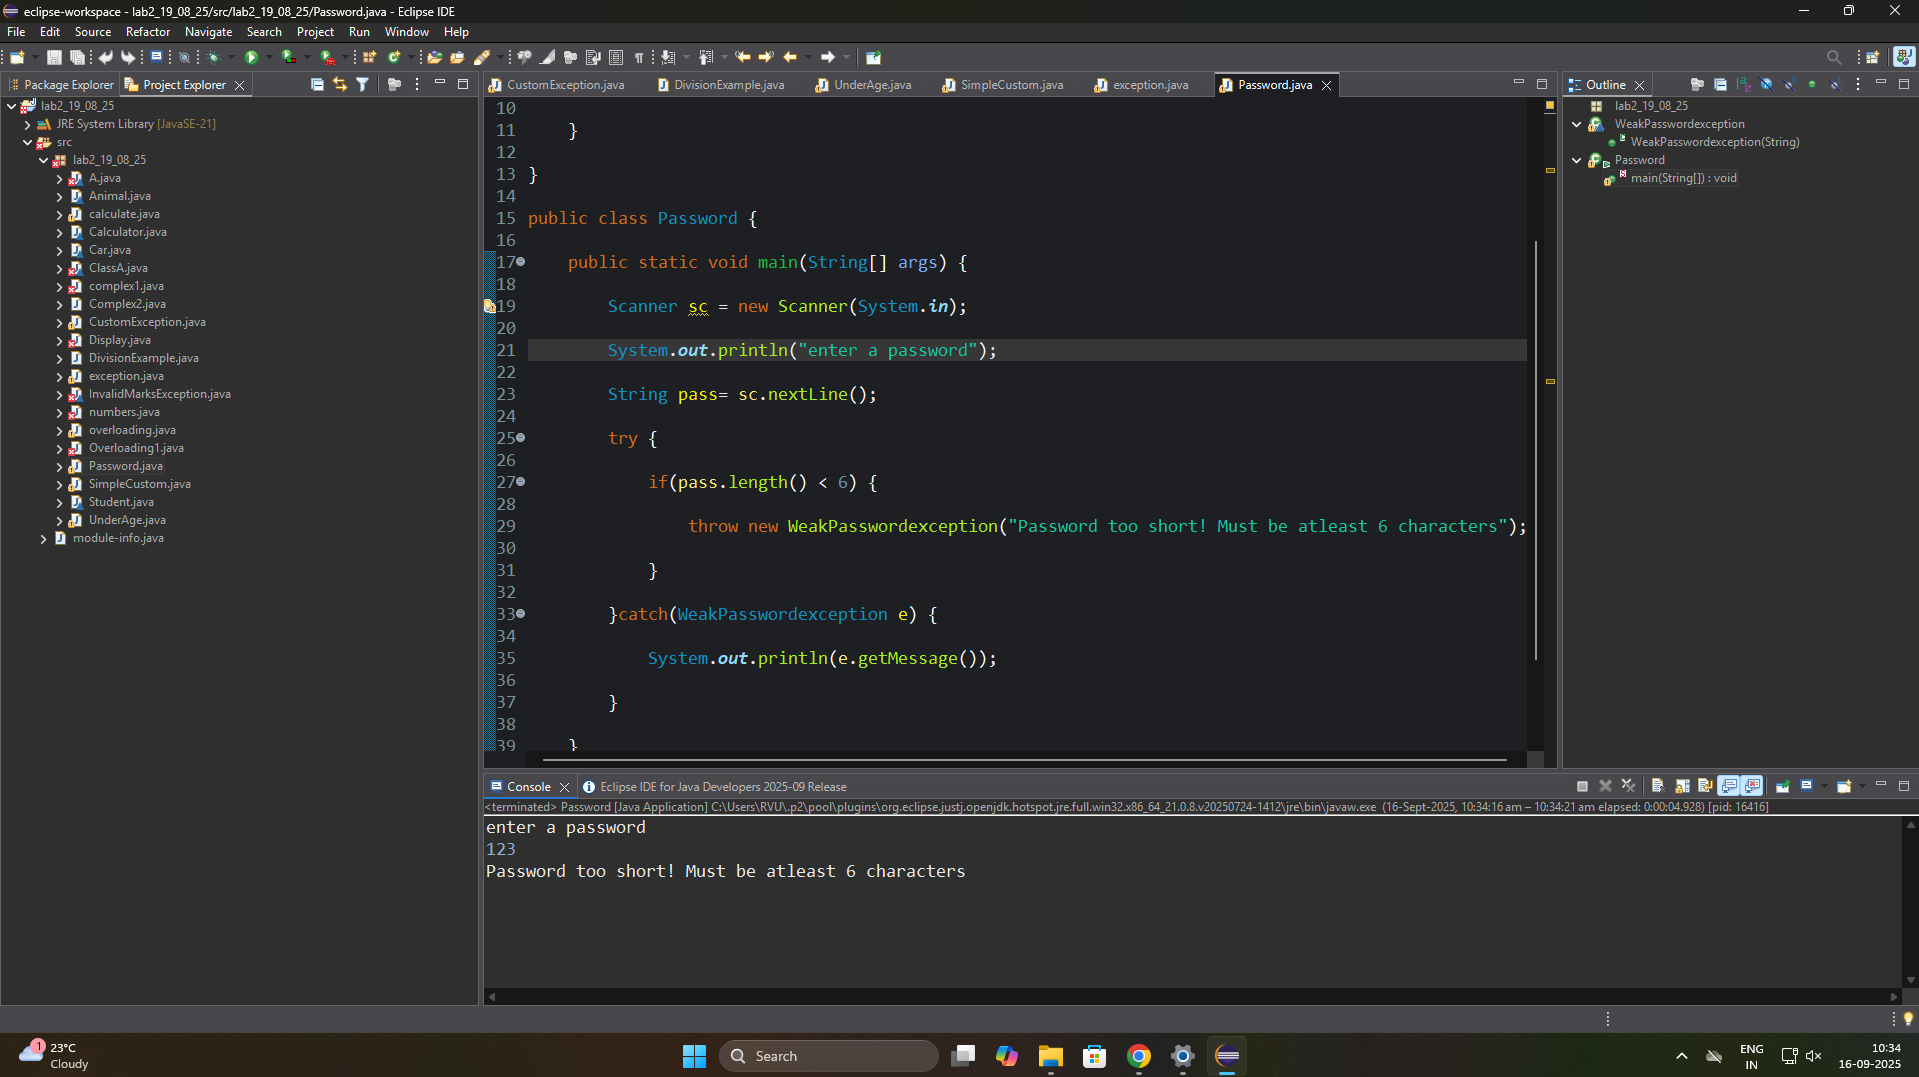 eclipse-workspace - lab2_19_08_25/src/lab2_19_08_25/Password.java - Eclipse IDE
File Edit Source Refactor Navigate Search Project Run Window Help
Package Explorer Project Explorer
lab2_19_08_25
JRE System Library [JavaSE-21]
src
lab2_19_08_25
A.java
Animal.java
calculate.java
Calculator.java
Car.java
ClassA.java
complex1.java
Complex2.java
CustomException.java
Display.java
DivisionExample.java
exception.java
InvalidMarksException.java
numbers.java
overloading.java
Overloading1.java
Password.java
SimpleCustom.java
Student.java
UnderAge.java
module-info.java
CustomException.java DivisionExample.java UnderAge.java SimpleCustom.java exception.java Password.java
10
11 }
12
13 }
14
15 public class Password {
16
17 public static void main(String[] args) {
18
19 Scanner sc = new Scanner(System.in);
20
21 System.out.println("enter a password");
22
23 String pass= sc.nextLine();
24
25 try {
26
27 if(pass.length() < 6) {
28
29 throw new WeakPasswordexception("Password too short! Must be atleast 6 characters");
30
31 }
32
33 }catch(WeakPasswordexception e) {
34
35 System.out.println(e.getMessage());
36
37 }
38
39 }
Outline
lab2_19_08_25
WeakPasswordexception
WeakPasswordexception(String)
Password
main(String[]) : void
Console Eclipse IDE for Java Developers 2025-09 Release
<terminated> Password [Java Application] C:\Users\RVU\.p2\pool\plugins\org.eclipse.justj.openjdk.hotspot.jre.full.win32.x86_64_21.0.8.v20250724-1412\jre\bin\javaw.exe (16-Sept-2025, 10:34:16 am – 10:34:21 am elapsed: 0:00:04.928) [pid: 16416]
enter a password
123
Password too short! Must be atleast 6 characters
1
23°C
Cloudy
Search
ENG
IN
10:34
16-09-2025